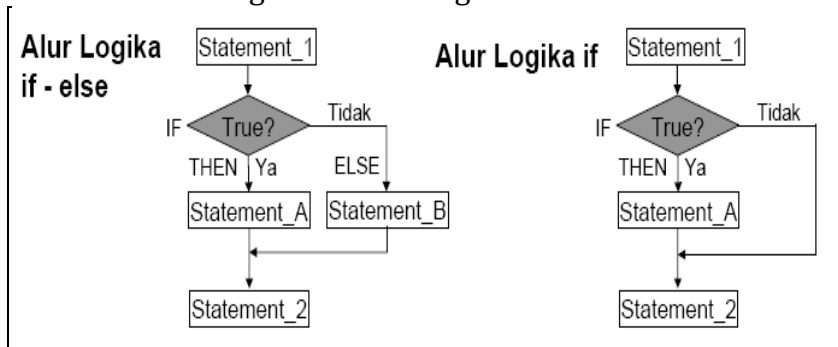 Alur Logika
if - else
Statement_1
IF True? Tidak
THEN Ya ELSE
Statement_A Statement_B
Statement_2
Alur Logika if
Statement_1
IF True? Tidak
THEN Ya
Statement_A
Statement_2